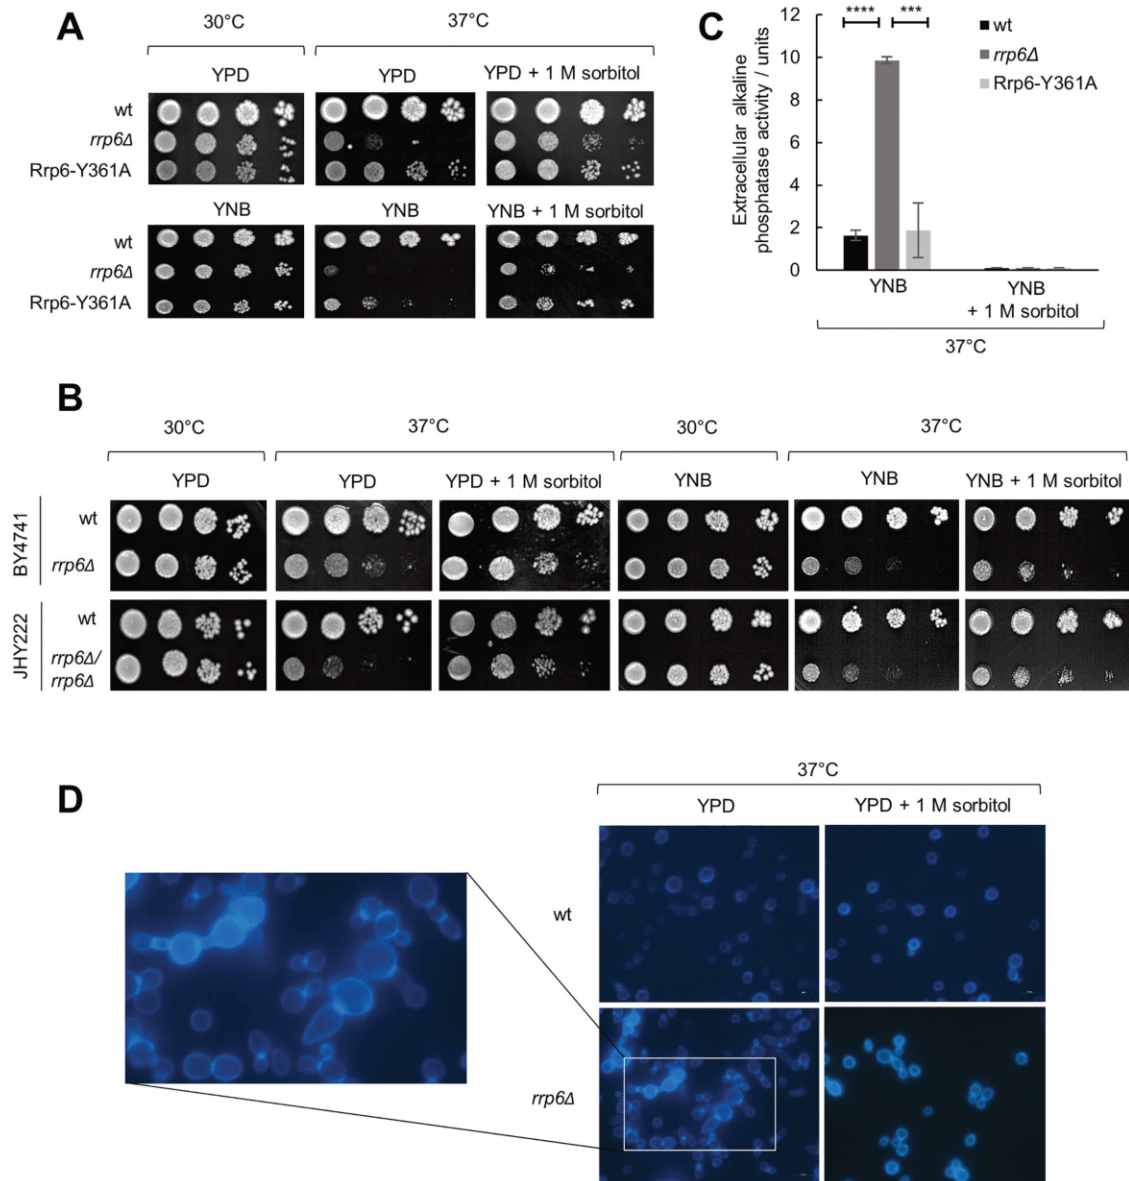 A
30°C
37°C
YPD
YPD
YPD + 1 M sorbitol
wt
rrp6Δ
Rrp6-Y361A
YNB
YNB
YNB + 1 M sorbitol
wt
rrp6Δ
Rrp6-Y361A
C
Extracellular alkaline
phosphatase activity / units
14
12
10
8
6
4
2
0
**** ***
wt
rrp6Δ
Rrp6-Y361A
YNB
YNB
+ 1 M sorbitol
37°C
B
30°C
37°C
30°C
37°C
YPD
YPD
YPD + 1 M sorbitol
YNB
YNB
YNB + 1 M sorbitol
BY4741
wt
rrp6Δ
JHY222
wt
rrp6Δ/
rrp6Δ
D
37°C
YPD
YPD + 1 M sorbitol
wt
rrp6Δ